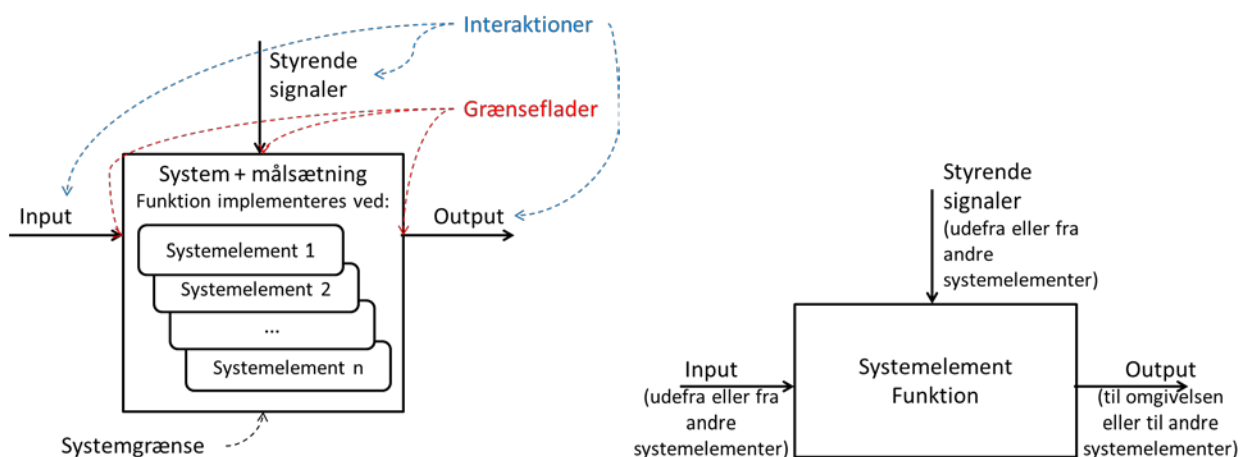 Interaktioner
Styrende
signaler
Grænseflader
System + målsætning
Funktion implementeres ved:
Input
Output
Systemelement 1
Systemelement 2
...
Systemelement n
Systemgrænse
Styrende
signaler
(udefra eller fra
andre
systemelementer)
Input
(udefra eller fra
andre
systemelementer)
Systemelement
Funktion
Output
(til omgivelsen
eller til andre
systemelementer)